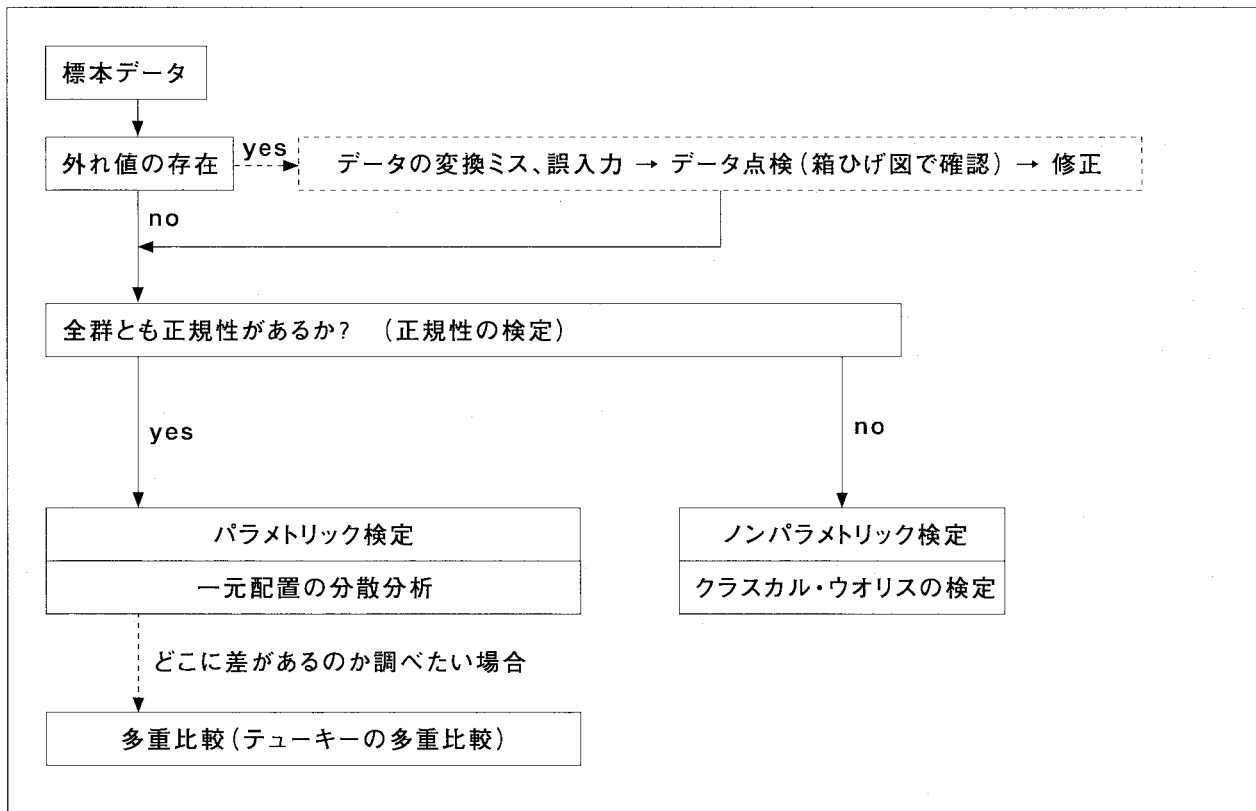 標本データ
外れ値の存在
yes
データの変換ミス、誤入力 → データ点検(箱ひげ図で確認) → 修正
no
全群とも正規性があるか? (正規性の検定)
yes
no
パラメトリック検定
一元配置の分散分析
ノンパラメトリック検定
クラスカル・ウオリスの検定
どこに差があるのか調べたい場合
多重比較(テューキーの多重比較)